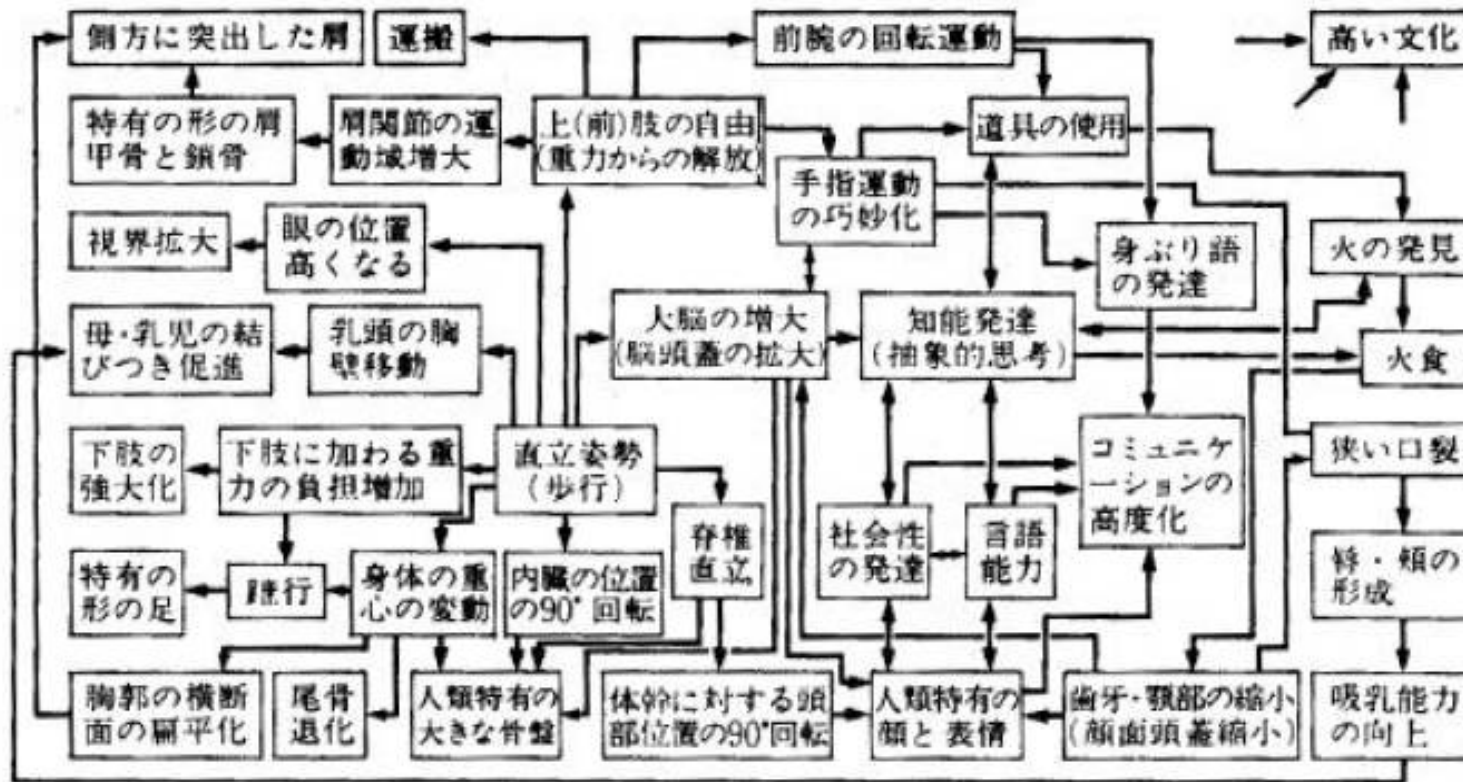 側方に突出した肩
運搬
前腕の回転運動
高い文化
特有の形の肩
甲骨と鎖骨
肩関節の運
動域増大
上(前)肢の自由
(重力からの解放)
道具の使用
手指運動
の巧妙化
視界拡大
眼の位置
高くなる
身ぶり語
の発達
火の発見
母・乳児の結
びつき促進
乳頭の胸
壁移動
大脳の増大
(脳頭蓋の拡大)
知能発達
(抽象的思考)
火食
下肢の
強大化
下肢に加わる重
力の負担増加
直立姿勢
(歩行)
脊椎
直立
社会性
の発達
言語
能力
コミュニケ
ーションの
高度化
狭い口裂
特有の
形の足
行
身体の重
心の変動
内臓の位置
の90°回転
・頬の
形成
胸郭の横断
面の扁平化
尾骨
退化
人類特有の
大きな骨盤
体幹に対する頭
部位置の90°回転
人類特有の
顔と表情
歯牙・顎部の縮小
(顔面頭蓋縮小)
吸乳能力
の向上